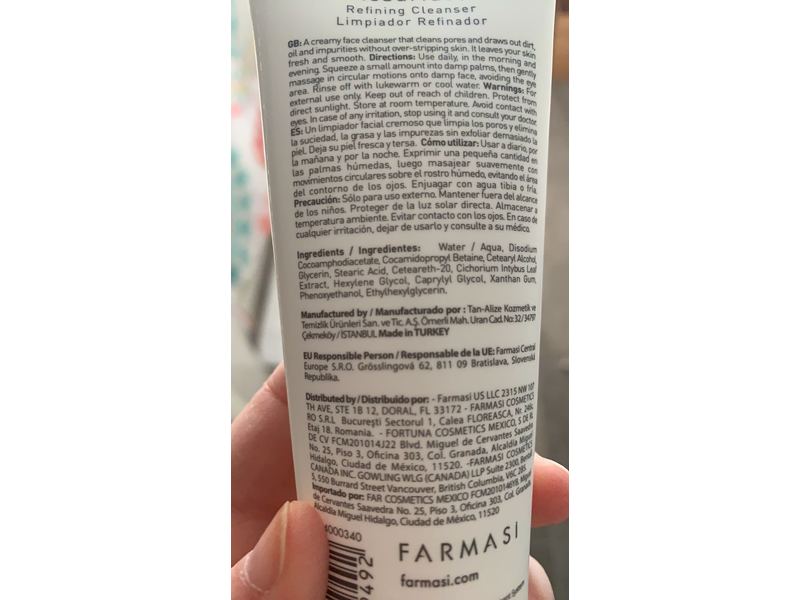 Refining Cleanser
Limpiador Refinador
GB: A creamy face cleanser that cleans pores and draws out dirt,
oil and impurities without over-stripping skin. It leaves your skin
fresh and smooth. Directions: Use daily, in the morning and
evening. Squeeze a small amount into damp palms, then gently
massage in circular motions onto damp face, avoiding the eye
area. Rinse off with lukewarm or cool water. Warnings: For
external use only. Keep out of reach of children. Protect from
direct sunlight. Store at room temperature. Avoid contact with
eyes. In case of any irritation, stop using it and consult your doctor.
ES: Un limpiador facial cremoso que limpia los poros y elimina
la suciedad, la grasa y las impurezas sin exfoliar demasiado la
piel. Deja su piel fresca y tersa. Cómo utilizar: Usar a diario, por
la mañana y por la noche. Exprimir una pequeña cantidad en
las palmas húmedas, luego masajear suavemente con
movimientos circulares sobre el rostro húmedo, evitando el área
del contorno de los ojos. Enjuagar con agua tibia o fría.
Precaución: Sólo para uso externo. Mantener fuera del alcance
de los niños. Proteger de la luz solar directa. Almacenar a
temperatura ambiente. Evitar contacto con los ojos. En caso de
cualquier irritación, dejar de usarlo y consulte a su médico.
Ingredients / Ingredientes: Water / Aqua, Disodium
Cocoamphodiacetate, Cocamidopropyl Betaine, Cetearyl Alcohol,
Glycerin, Stearic Acid, Ceteareth-20, Cichorium Intybus Leaf
Extract, Hexylene Glycol, Caprylyl Glycol, Xanthan Gum,
Phenoxyethanol, Ethylhexylglycerin.
Manufactured by / Manufacturado por : Tan-Alize Kozmetik ve
Temizlik Ürünleri San. ve Tic. A.Ş. Ömerli Mah. Uran Cad. No: 32/34797
Çekmeköy / İSTANBUL Made in TURKEY
EU Responsible Person / Responsable de la UE: Farmasi Central
Europe S.R.O. Grösslingová 62, 811 09 Bratislava, Slovenská
Republika.
Distributed by / Distribuido por: - Farmasi US LLC 2315 NW 107
TH AVE, STE 1B 12, DORAL, FL 33172 - FARMASI COSMETICS
RO S.R.L Bucureşti Sectorul 1, Calea FLOREASCA, Nr. 246C
Etaj 18. Romania. - FORTUNA COSMETICS MEXICO, S DE RL
DE CV FCM201014J22 Blvd. Miguel de Cervantes Saavedra
No. 25, Piso 3, Oficina 303, Col. Granada, Alcaldía Miguel
Hidalgo, Ciudad de México, 11520. -FARMASI COSMETICS
CANADA INC. GOWLING WLG (CANADA) LLP Suite 2300, Bentall
5, 550 Burrard Street Vancouver, British Columbia, V6C 2B5.
Importado por: FAR COSMETICS MEXICO FCM2010146Y8, Miguel
de Cervantes Saavedra No. 25, Piso 3, Oficina 303, Col. Granada,
Alcaldía Miguel Hidalgo, Ciudad de México, 11520
4000340
FARMASİ
farmasi.com